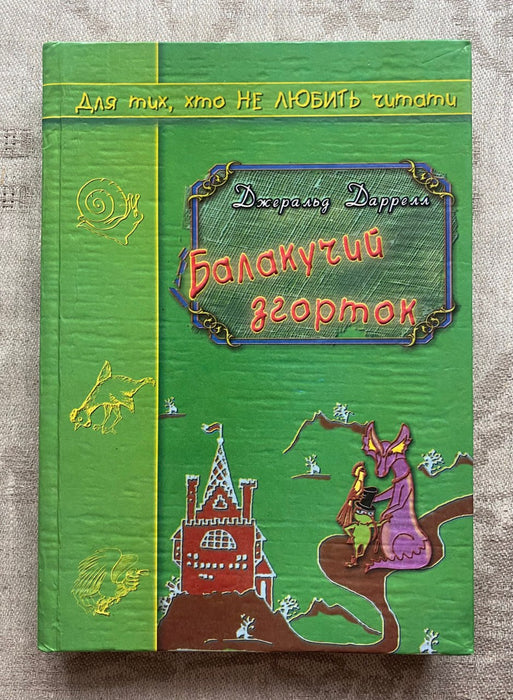 Для тих, хто НЕ ЛЮБИТЬ читати
Джеральд Даррелл
Балакучий
згорток